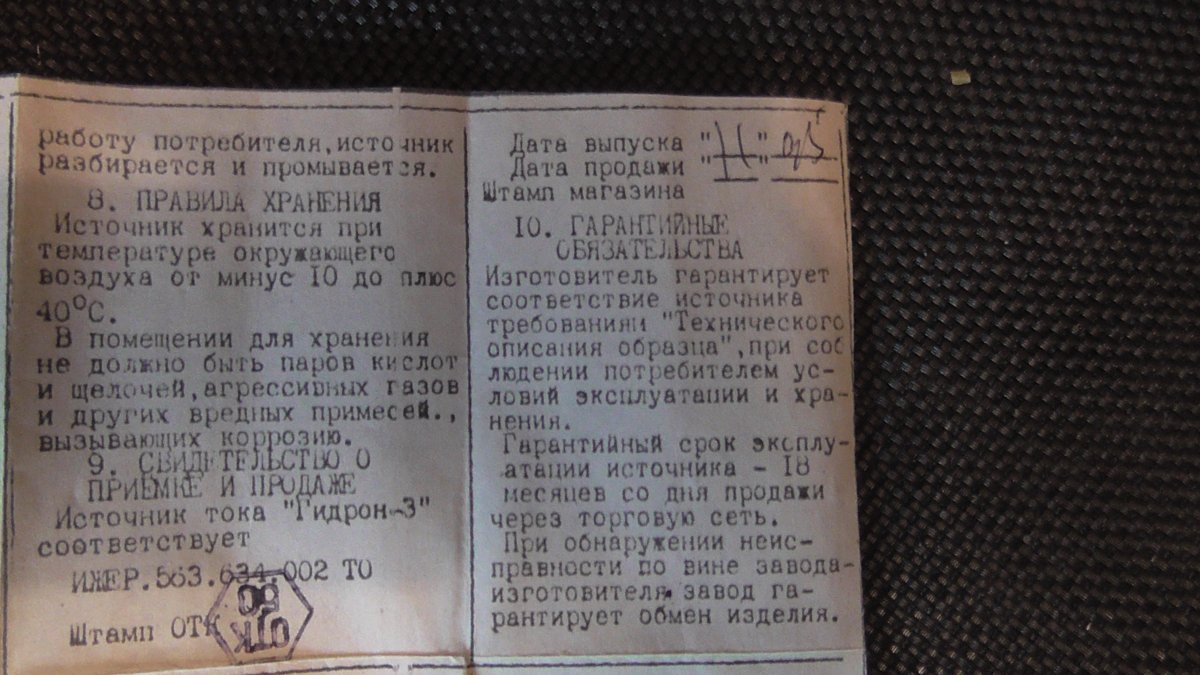 работу потребителя,источник
разбирается и промывается.
8. ПРАВИЛА ХРАНЕНИЯ
Источник хранится при
температуре окружающего
воздуха от минус IO до плюс
40°С.
В помещении для хранения
не должно быть паров кислот
и щелочей,агрессивных газов
и других вредных примесей.,
вызывающих коррозию.
9. СВИДЕТЕЛЬСТВО О
ПРИЕМКЕ И ПРОДАЖЕ
Источник тока "Гидрон-3"
соответствует
ИЖЕР.563.634.002 ТО
Штамп ОТК
ОТК
Дата выпуска "11"
Дата продажи " "
Штамп магазина
IO. ГАРАНТИЙНЫЕ
ОБЯЗАТЕЛЬСТВА
Изготовитель гарантирует
соответствие источника
требованиям "Технического
описания образца",при соб
людении потребителем ус-
ловий эксплуатации и хра-
нения.
Гарантийный срок эксплу-
атации источника - I8
месяцев со дня продажи
через торговую сеть.
При обнаружении неис-
правности по вине завода-
изготовителя завод га-
рантирует обмен изделия.